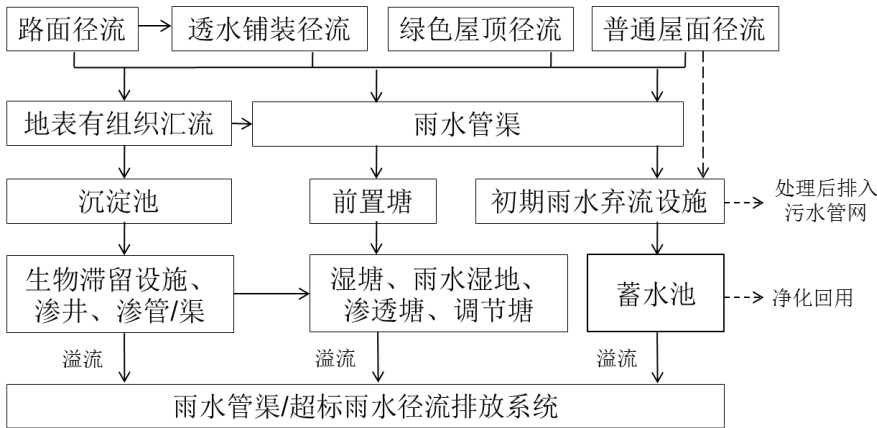 路面径流
透水铺装径流
绿色屋顶径流
普通屋面径流
地表有组织汇流
雨水管渠
沉淀池
前置塘
初期雨水弃流设施
处理后排入
污水管网
生物滞留设施、
渗井、渗管/渠
湿塘、雨水湿地、
渗透塘、调节塘
蓄水池
净化回用
溢流
溢流
溢流
雨水管渠/超标雨水径流排放系统